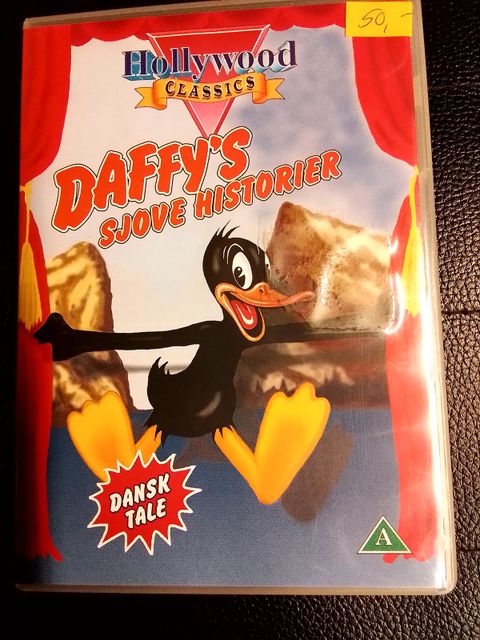 50,-
Hollywood
CLASSICS
DAFFY'S
SJOVE HISTORIER
DANSK
TALE
A